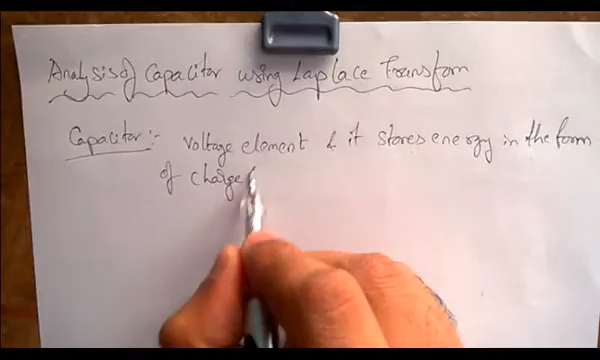 Analysis of Capacitor using Laplace Transform
Capacitor :- Voltage element & it stores energy in the form
of charge